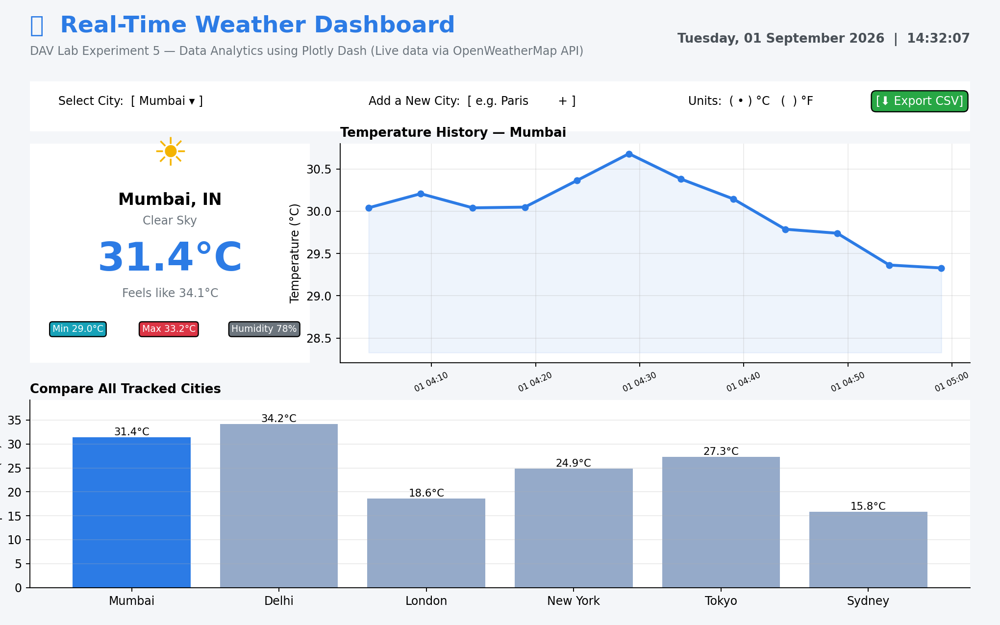 Real-Time Weather Dashboard
DAV Lab Experiment 5 — Data Analytics using Plotly Dash (Live data via OpenWeatherMap API)
Tuesday, 01 September 2026 | 14:32:07
Select City: [ Mumbai ▾ ]
Add a New City: [ e.g. Paris + ]
Units: ( • ) °C ( ) °F
[⬇ Export CSV]
☀
Mumbai, IN
Clear Sky
31.4°C
Feels like 34.1°C
Min 29.0°C
Max 33.2°C
Humidity 78%
Temperature History — Mumbai
Temperature (°C)
30.5
30.0
29.5
29.0
28.5
01 04:10
01 04:20
01 04:30
01 04:40
01 04:50
01 05:00
Compare All Tracked Cities
35
30
25
20
15
10
5
0
31.4°C
34.2°C
18.6°C
24.9°C
27.3°C
15.8°C
Mumbai
Delhi
London
New York
Tokyo
Sydney